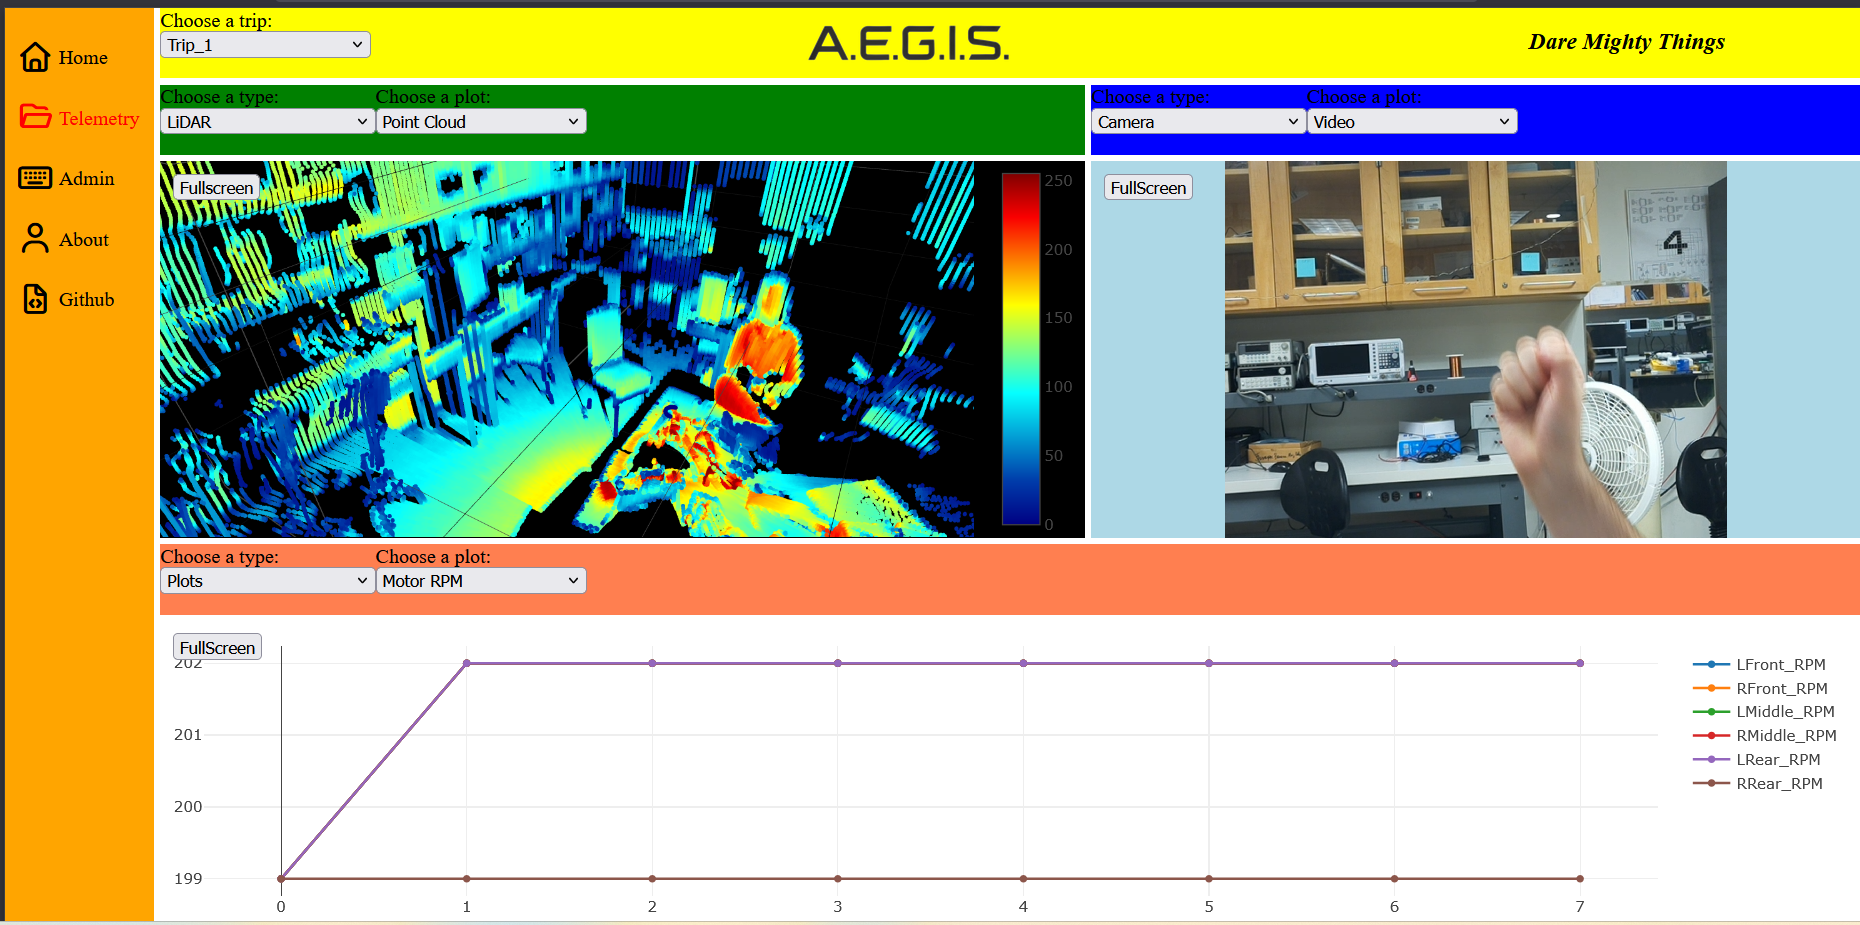 Choose a trip:
Trip_1
A.E.G.I.S.
Dare Mighty Things
Home
Telemetry
Admin
About
Github
Choose a type: Choose a plot:
LiDAR Point Cloud
Fullscreen
250
200
150
100
50
0
Choose a type: Choose a plot:
Camera Video
FullScreen
4
Choose a type: Choose a plot:
Plots Motor RPM
FullScreen
202
201
200
199
0 1 2 3 4 5 6 7
LFront_RPM
RFront_RPM
LMiddle_RPM
RMiddle_RPM
LRear_RPM
RRear_RPM